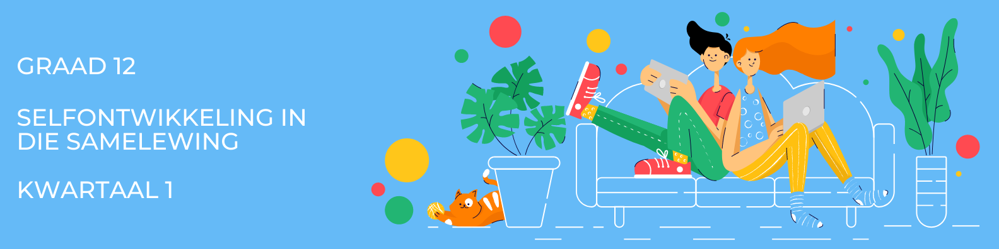 GRAAD 12
SELFONTWIKKELING IN
DIE SAMELEWING
KWARTAAL 1